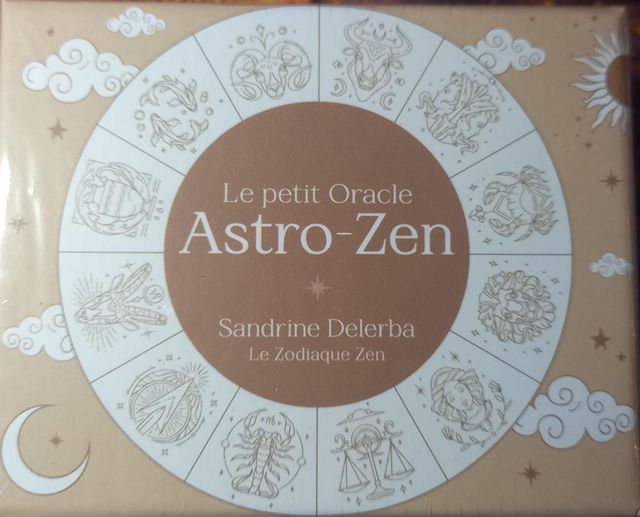 Le petit Oracle
Astro-Zen
Sandrine Delerba
Le Zodiaque Zen